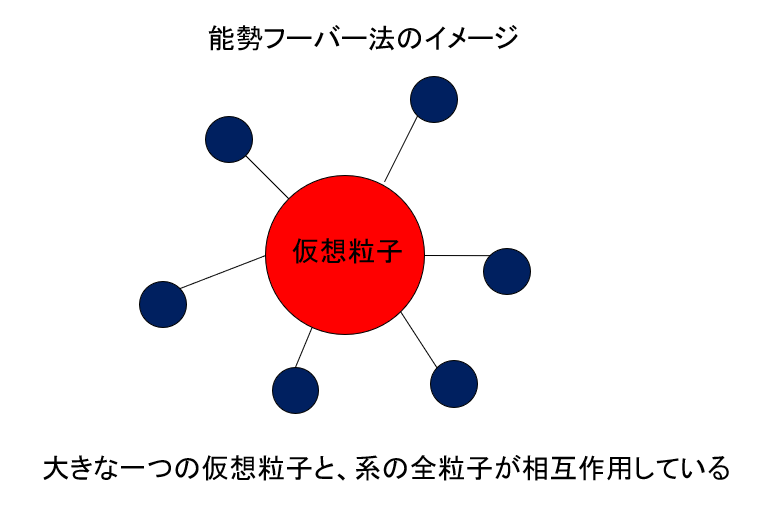 能勢フーバー法のイメージ
仮想粒子
大きな一つの仮想粒子と、系の全粒子が相互作用している